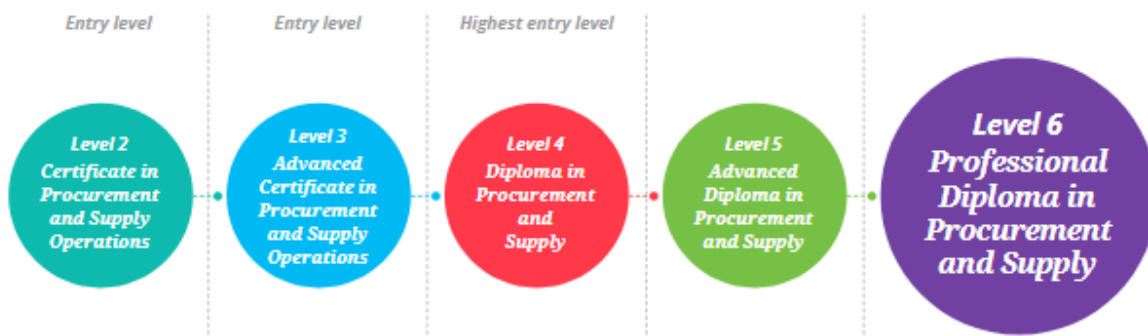 Entry level
Entry level
Highest entry level
Level 2
Certificate in
Procurement
and Supply
Operations
Level 3
Advanced
Certificate in
Procurement
and Supply
Operations
Level 4
Diploma in
Procurement
and
Supply
Level 5
Advanced
Diploma in
Procurement
and Supply
Level 6
Professional
Diploma in
Procurement
and Supply